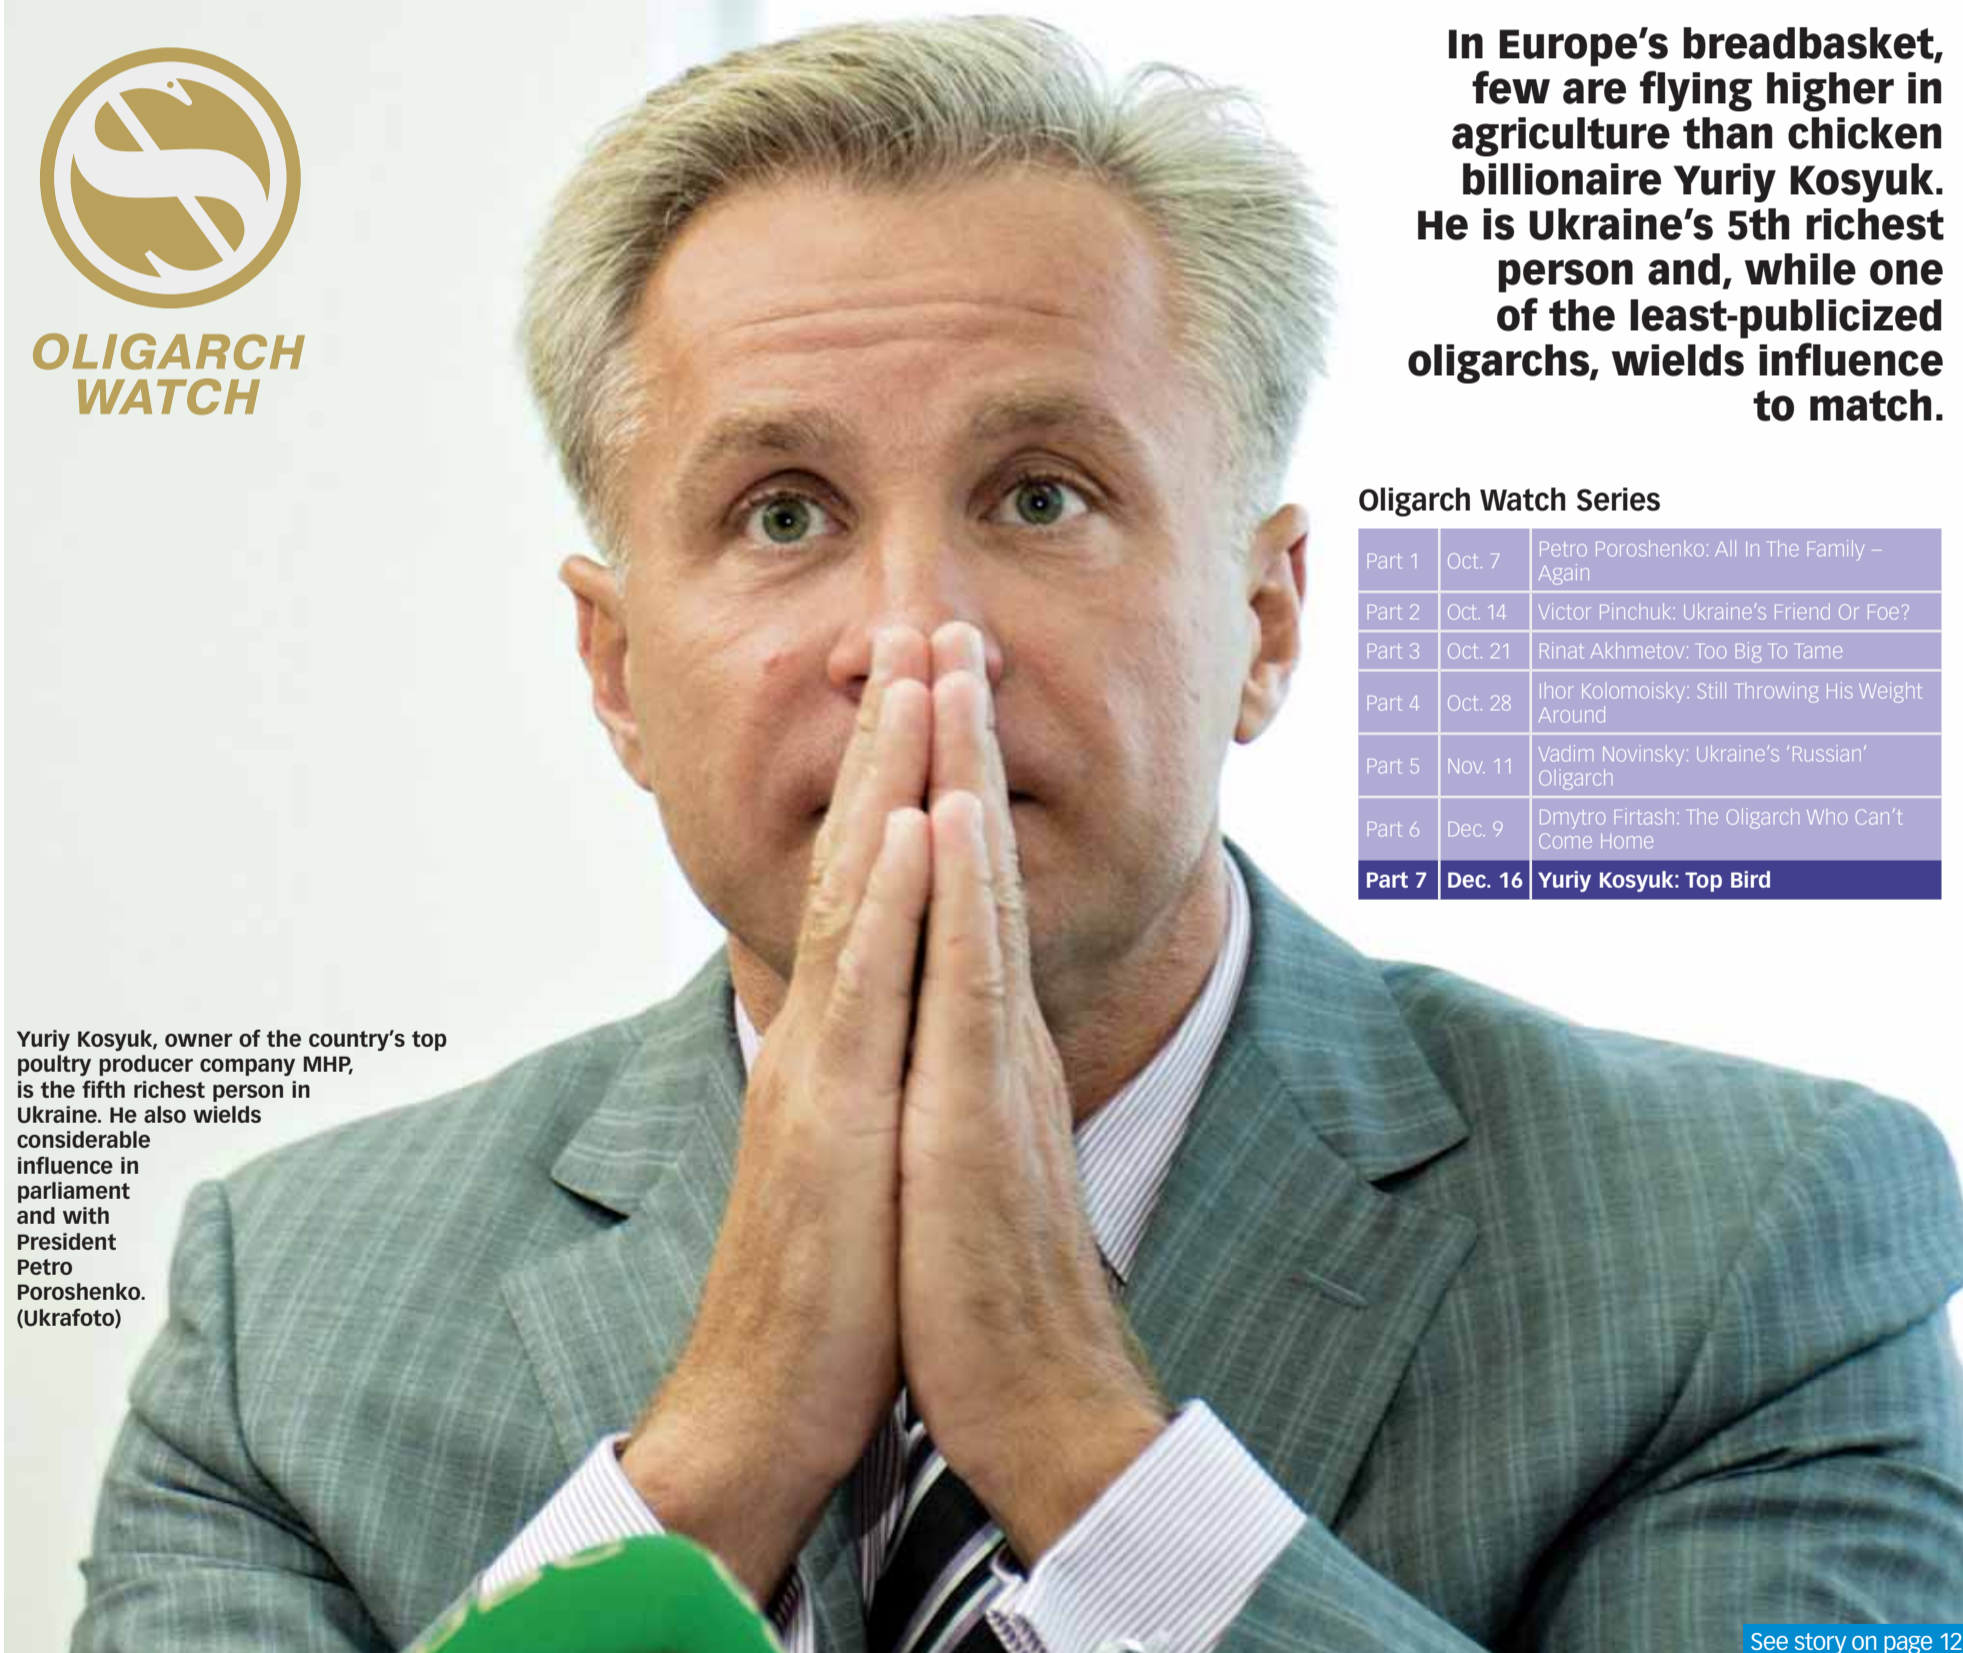 OLIGARCH
WATCH
In Europe’s breadbasket,
few are flying higher in
agriculture than chicken
billionaire Yuriy Kosyuk.
He is Ukraine’s 5th richest
person and, while one
of the least-publicized
oligarchs, wields influence
to match.
Oligarch Watch Series
Part 1 Oct. 7 Petro Poroshenko: All In The Family –
Again
Part 2 Oct. 14 Victor Pinchuk: Ukraine’s Friend Or Foe?
Part 3 Oct. 21 Rinat Akhmetov: Too Big To Tame
Part 4 Oct. 28 Ihor Kolomoisky: Still Throwing His Weight
Around
Part 5 Nov. 11 Vadim Novinsky: Ukraine’s ‘Russian’
Oligarch
Part 6 Dec. 9 Dmytro Firtash: The Oligarch Who Can’t
Come Home
Part 7 Dec. 16 Yuriy Kosyuk: Top Bird
Yuriy Kosyuk, owner of the country’s top
poultry producer company MHP,
is the fifth richest person in
Ukraine. He also wields
considerable
influence in
parliament
and with
President
Petro
Poroshenko.
(Ukrafoto)
See story on page 12